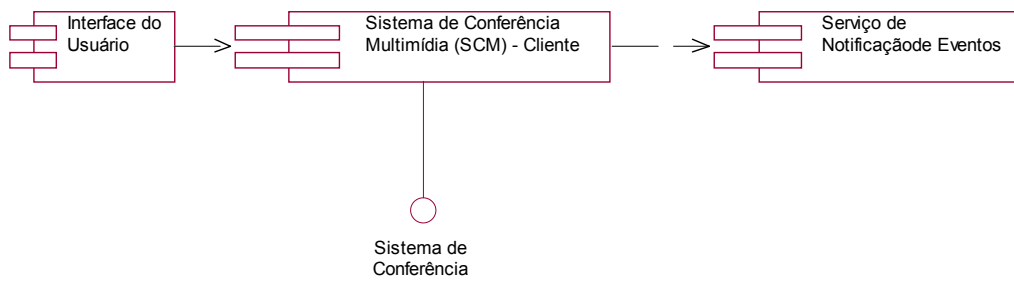 Interface do
Usuário
Sistema de Conferência
Multimídia (SCM) - Cliente
Serviço de
Notificaçãode Eventos
Sistema de
Conferência